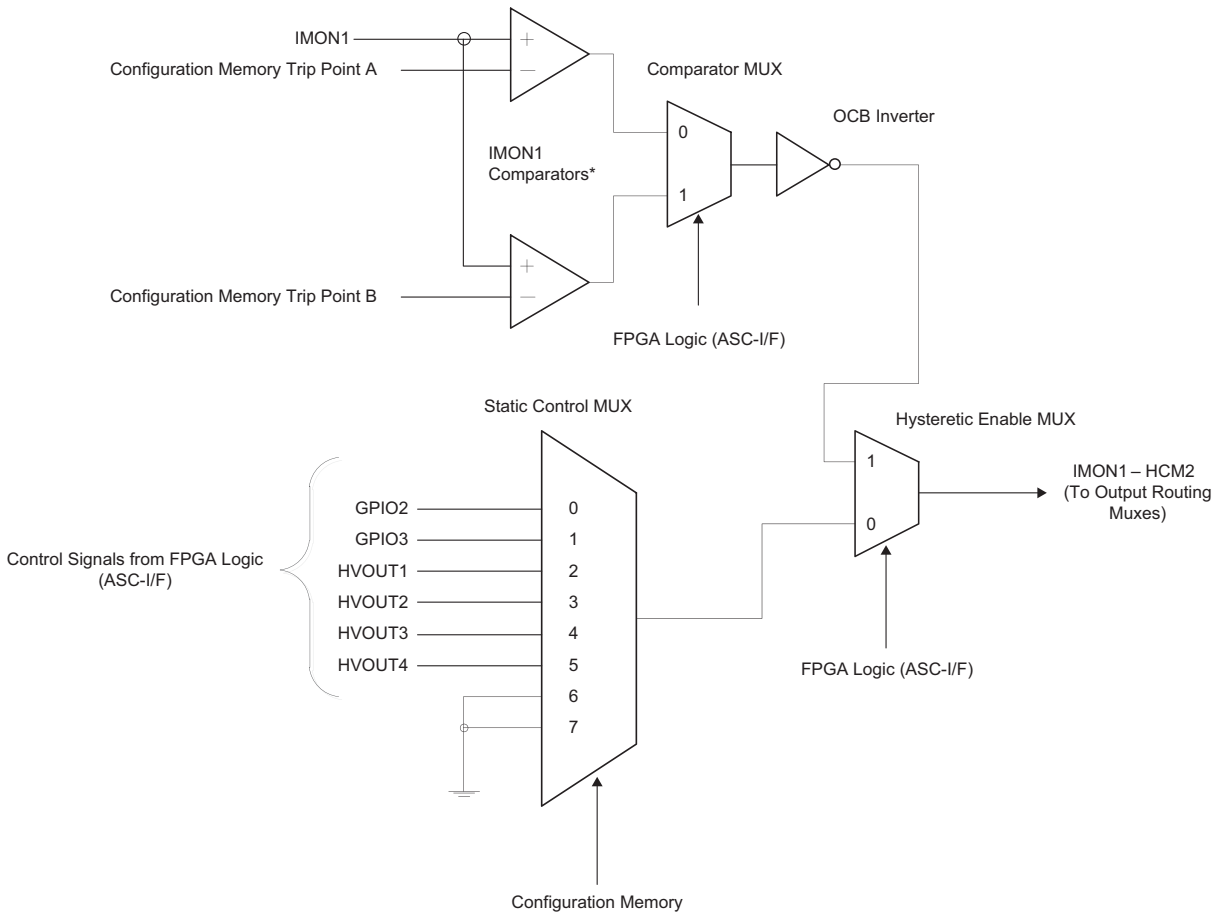 IMON1
+
Configuration Memory Trip Point A
−
Comparator MUX
0
OCB Inverter
IMON1
Comparators*
1
+
Configuration Memory Trip Point B
−
FPGA Logic (ASC-I/F)
Static Control MUX
Hysteretic Enable MUX
1
0
IMON1 – HCM2
(To Output Routing
Muxes)
FPGA Logic (ASC-I/F)
Control Signals from FPGA Logic
(ASC-I/F)
GPIO2 0
GPIO3 1
HVOUT1 2
HVOUT2 3
HVOUT3 4
HVOUT4 5
6
7
Configuration Memory